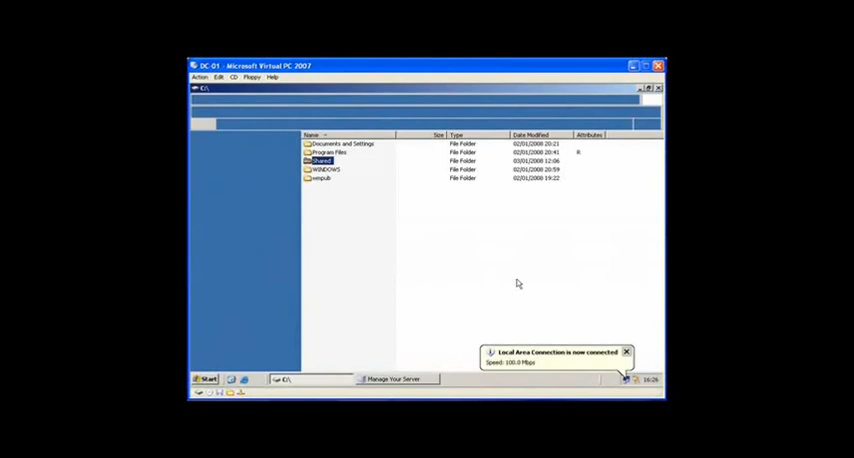 DC-01 - Microsoft Virtual PC 2007
Action Edit CD Floppy Help
C:\
Name Size Type Date Modified Attributes
Documents and Settings File Folder 02/01/2008 20:21
Program Files File Folder 02/01/2008 20:41 R
Shared File Folder 03/01/2008 12:06
WINDOWS File Folder 02/01/2008 20:59
wmpub File Folder 02/01/2008 19:22
Local Area Connection is now connected
Speed: 100.0 Mbps
Start C:\ Manage Your Server 16:26